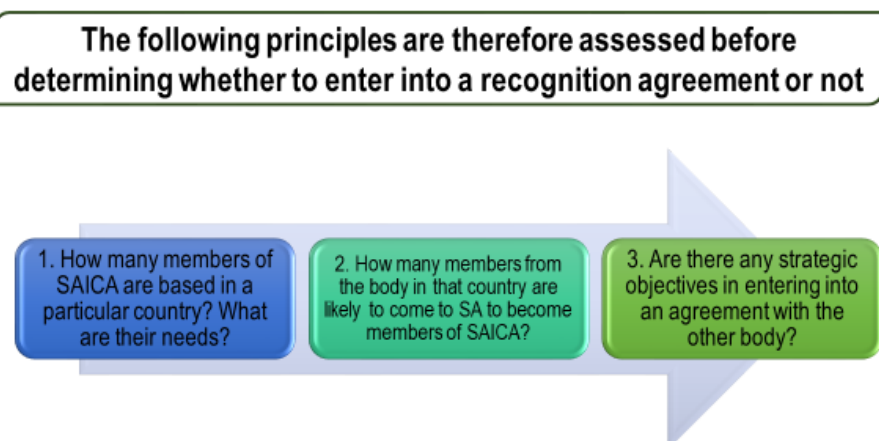 The following principles are therefore assessed before
determining whether to enter into a recognition agreement or not
1. How many members of
SAICA are based in a
particular country? What
are their needs?
2. How many members from
the body in that country are
likely to come to SA to become
members of SAICA?
3. Are there any strategic
objectives in entering into
an agreement with the
other body?